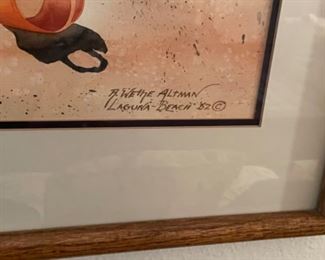 R. WETHE ALTMAN
"LAGUNA-BEACH" '82 ©